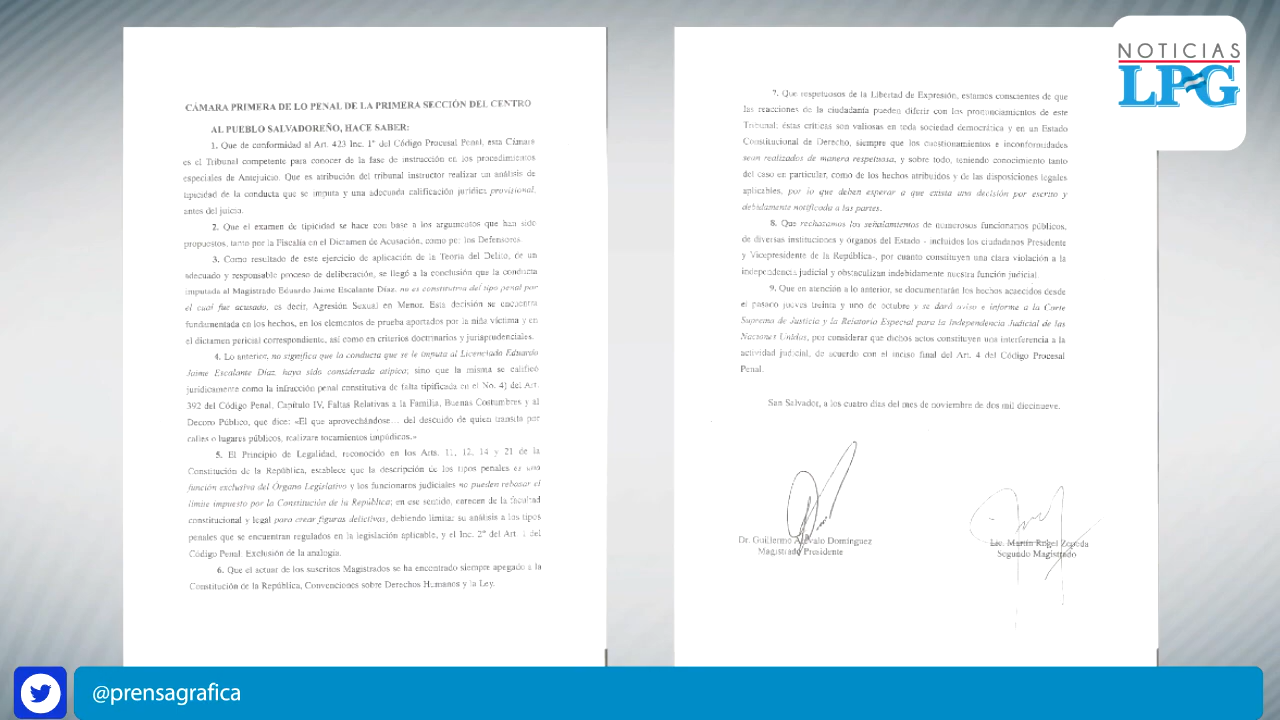 CÁMARA PRIMERA DE LO PENAL DE LA PRIMERA SECCIÓN DEL CENTRO
AL PUEBLO SALVADOREÑO, HACE SABER:
1. Que de conformidad al Art. 423 Inc. 1° del Código Procesal Penal, esta Cámara
es el Tribunal competente para conocer de la fase de instrucción en los procedimientos
especiales de Antejuicio. Que es atribución del tribunal instructor realizar un análisis de
tipicidad de la conducta que se imputa y una adecuada calificación jurídica provisional,
antes del juicio.
2. Que el examen de tipicidad se hace con base a los argumentos que han sido
propuestos, tanto por la Fiscalía en el Dictamen de Acusación, como por los Defensores.
3. Como resultado de este ejercicio de aplicación de la Teoría del Delito, de un
adecuado y responsable proceso de deliberación, se llegó a la conclusión que la conducta
imputada al Magistrado Eduardo Jaime Escalante Díaz, no es constitutiva del tipo penal por
el cual fue acusado, es decir, Agresión Sexual en Menor. Esta decisión se encuentra
fundamentada en los hechos, en los elementos de prueba aportados por la niña víctima y en
el dictamen pericial correspondiente, así como en criterios doctrinarios y jurisprudenciales.
4. Lo anterior, no significa que la conducta que se le imputa al Licenciado Eduardo
Jaime Escalante Díaz, haya sido considerada atípica; sino que la misma se calificó
jurídicamente como la infracción penal constitutiva de falta tipificada en el No. 4) del Art.
392 del Código Penal, Capítulo IV, Faltas Relativas a la Familia, Buenas Costumbres y al
Decoro Público, que dice: «El que aprovechándose... del descuido de quien transita por
calles o lugares públicos, realizare tocamientos impúdicos.»
5. El Principio de Legalidad, reconocido en los Arts. 11, 12, 14 y 21 de la
Constitución de la República, establece que la descripción de los tipos penales es una
función exclusiva del Órgano Legislativo y los funcionarios judiciales no pueden rebasar el
límite impuesto por la Constitución de la República; en ese sentido, carecen de la facultad
constitucional y legal para crear figuras delictivas, debiendo limitar su análisis a los tipos
penales que se encuentran regulados en la legislación aplicable, y el Inc. 2° del Art. 1 del
Código Penal: Exclusión de la analogía.
6. Que el actuar de los suscritos Magistrados se ha encontrado siempre apegado a la
Constitución de la República, Convenciones sobre Derechos Humanos y la Ley.
7. Que respetuosos de la Libertad de Expresión, estamos conscientes de que
las reacciones de la ciudadanía pueden diferir con los pronunciamientos de este
Tribunal; éstas críticas son valiosas en toda sociedad democrática y en un Estado
Constitucional de Derecho, siempre que los cuestionamientos e inconformidades
sean realizados de manera respetuosa, y sobre todo, teniendo conocimiento tanto
del caso en particular, como de los hechos atribuidos y de las disposiciones legales
aplicables, por lo que deben esperar a que exista una decisión por escrito y
debidamente notificada a las partes.
8. Que rechazamos los señalamientos de numerosos funcionarios públicos,
de diversas instituciones y órganos del Estado - incluidos los ciudadanos Presidente
y Vicepresidente de la República-, por cuanto constituyen una clara violación a la
independencia judicial y obstaculizan indebidamente nuestra función judicial.
9. Que en atención a lo anterior, se documentarán los hechos acaecidos desde
el pasado jueves treinta y uno de octubre y se dará aviso e informe a la Corte
Suprema de Justicia y la Relatoría Especial para la Independencia Judicial de las
Naciones Unidas, por considerar que dichos actos constituyen una interferencia a la
actividad judicial, de acuerdo con el inciso final del Art. 4 del Código Procesal
Penal.
San Salvador, a los cuatro días del mes de noviembre de dos mil diecinueve.
Dr. Guillermo Arévalo Domínguez
Magistrado Presidente
Lic. Martín Rogel Zepeda
Segundo Magistrado
NOTICIAS
LPG
@prensagrafica